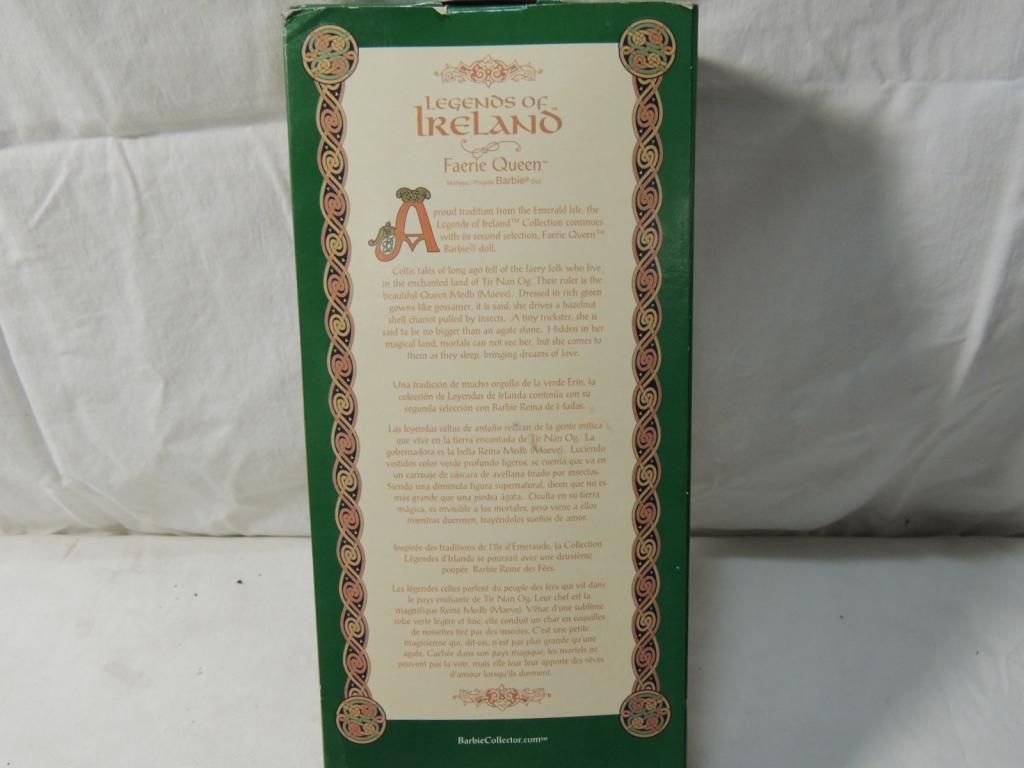 LEGENDS OF
IRELAND™
Faerie Queen™
Muñeca / Poupée Barbie® Doll
A proud tradition from the Emerald Isle, the
Legends of Ireland™ Collection continues
with its second selection, Faerie Queen™
Barbie® doll.
Celtic tales of long ago tell of the faery folk who live
in the enchanted land of Tir Nan Og. Their ruler is the
beautiful Queen Medb (Maeve). Dressed in rich green
gowns like gossamer, it is said, she drives a hazelnut
shell chariot pulled by insects. A tiny trickster, she is
said to be no bigger than an agate stone. Hidden in her
magical land, mortals can not see her, but she comes to
them as they sleep, bringing dreams of love.
Una tradición de mucho orgullo de la verde Erin, la
colección de Leyendas de Irlanda continúa con su
segunda selección con Barbie Reina de Hadas.
Las leyendas celtas de antaño relatan de la gente mítica
que vive en la tierra encantada de Tir Nan Og. La
gobernadora es la bella Reina Medb (Maeve). Luciendo
vestidos color verde profundo ligeros, se cuenta que va en
un carruaje de cáscara de avellana tirado por insectos.
Siendo una diminuta figura supernatural, dicen que no es
más grande que una piedra ágata. Oculta en su tierra
mágica, es invisible a los mortales, pero viene a ellos
mientras duermen, trayéndolos sueños de amor.
Inspirée des traditions de l'Ile d'Emeraude, la Collection
Légendes d'Irlande se poursuit avec une deuxième
poupée, Barbie Reine des Fées.
Les légendes celtes parlent du peuple des fées qui vit dans
le pays enchanté de Tir Nan Og. Leur chef est la
magnifique Reine Medb (Maeve). Vêtue d'une sublime
robe verte légère et fine, elle conduit un char en coquilles
de noisettes tiré par des insectes. C'est une petite
magicienne qui, dit-on, n'est pas plus grande qu'une
agate. Cachée dans son pays magique, les mortels ne
peuvent pas la voir, mais elle leur leur apporte des rêves
d'amour lorsqu'ils dorment.
BarbieCollector.com℠